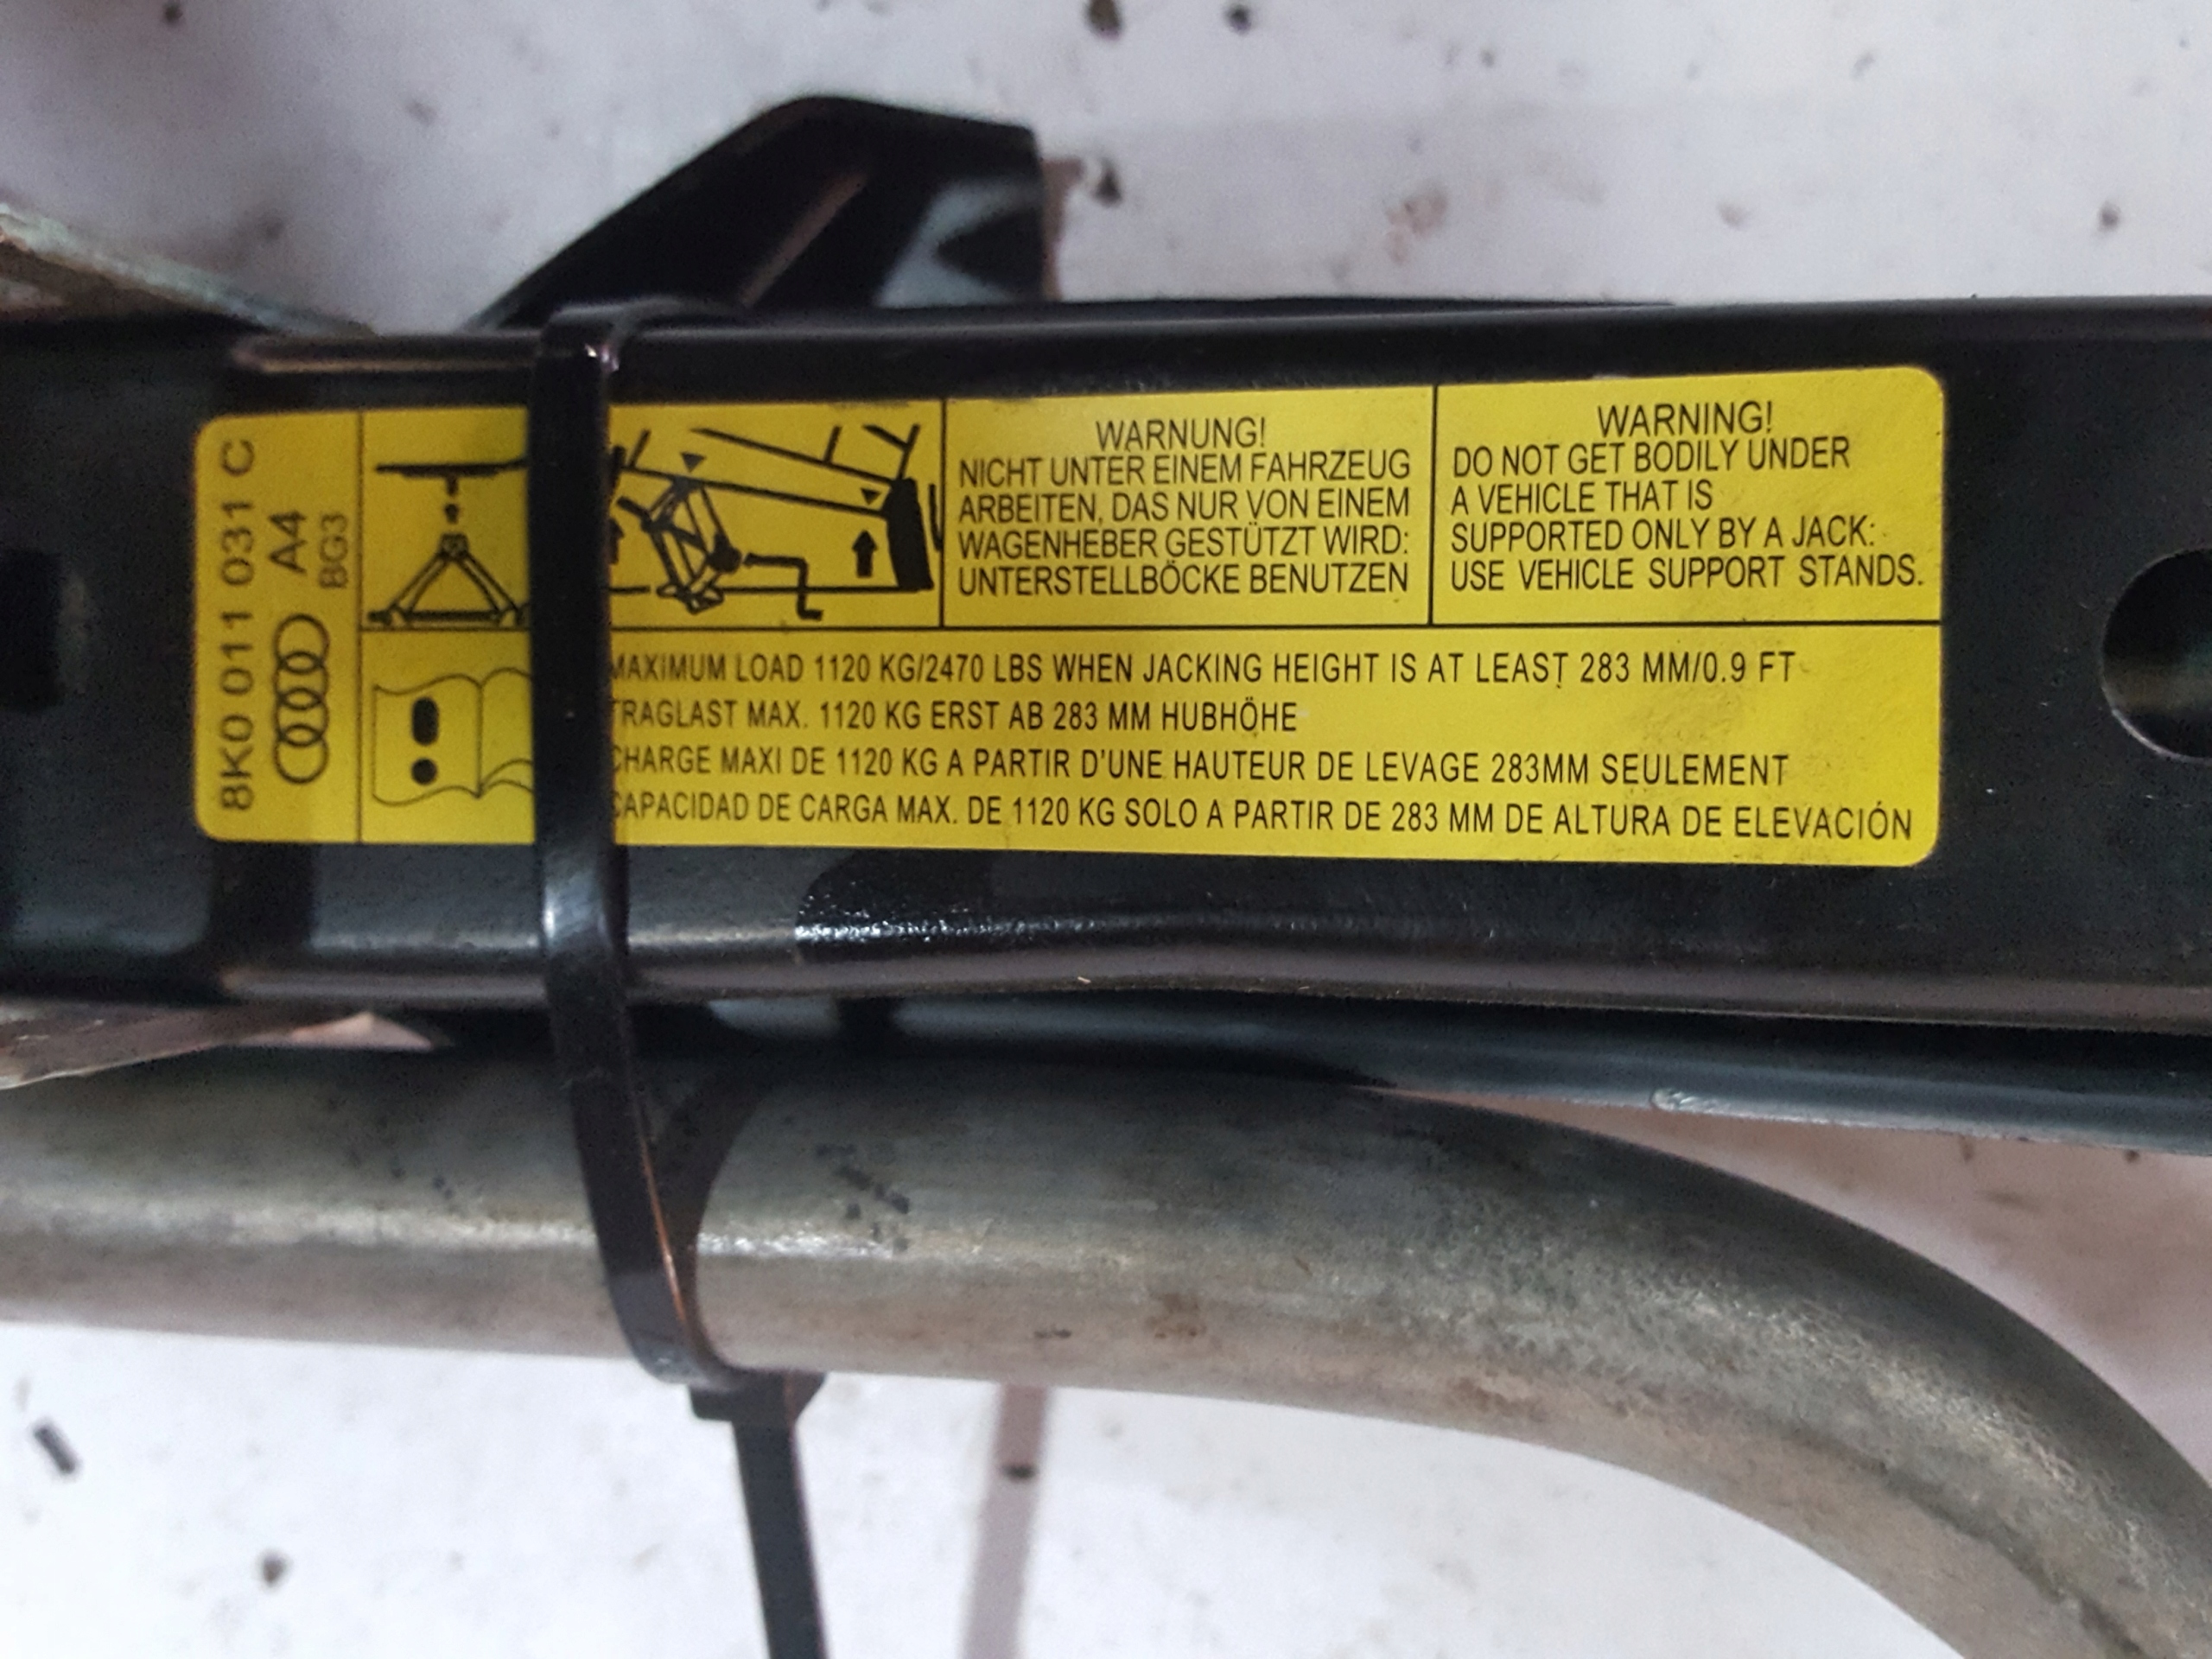 8K0 011 031 C
A4
BG3
WARNUNG!
NICHT UNTER EINEM FAHRZEUG
ARBEITEN, DAS NUR VON EINEM
WAGENHEBER GESTÜTZT WIRD:
UNTERSTELLBÖCKE BENUTZEN
WARNING!
DO NOT GET BODILY UNDER
A VEHICLE THAT IS
SUPPORTED ONLY BY A JACK:
USE VEHICLE SUPPORT STANDS.
MAXIMUM LOAD 1120 KG/2470 LBS WHEN JACKING HEIGHT IS AT LEAST 283 MM/0.9 FT
TRAGLAST MAX. 1120 KG ERST AB 283 MM HUBHÖHE
CHARGE MAXI DE 1120 KG A PARTIR D'UNE HAUTEUR DE LEVAGE 283MM SEULEMENT
CAPACIDAD DE CARGA MAX. DE 1120 KG SOLO A PARTIR DE 283 MM DE ALTURA DE ELEVACIÓN